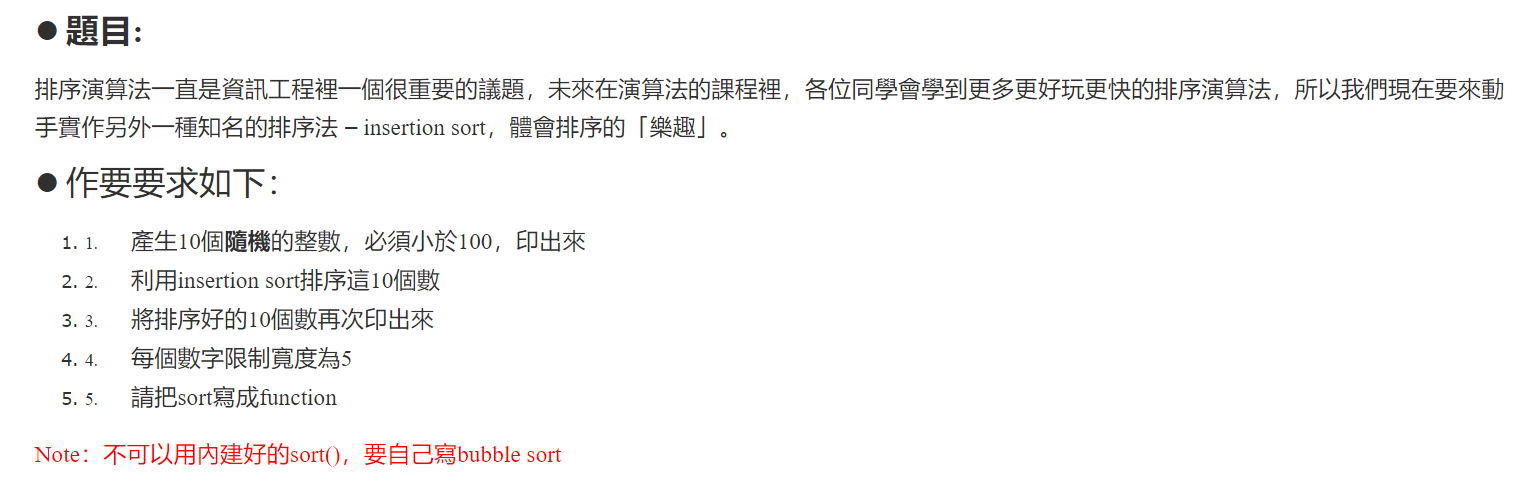 ● 題目:
排序演算法一直是資訊工程裡一個很重要的議題，未來在演算法的課程裡，各位同學會學到更多更好玩更快的排序演算法，所以我們現在要來動
手實作另外一種知名的排序法 – insertion sort，體會排序的「樂趣」。
● 作要要求如下：
1. 1. 產生10個隨機的整數，必須小於100，印出來
2. 2. 利用insertion sort排序這10個數
3. 3. 將排序好的10個數再次印出來
4. 4. 每個數字限制寬度為5
5. 5. 請把sort寫成function
Note：不可以用內建好的sort()，要自己寫bubble sort